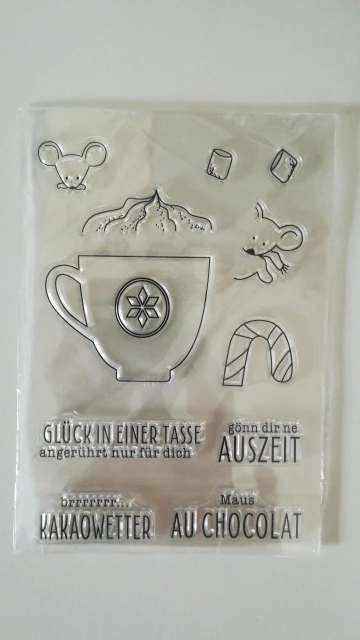 GLÜCK IN EINER TASSE
angerührt nur für dich
gönn dir ne
AUSZEIT
brrrrrrr...
KAKAOWETTER
Maus
AU CHOCOLAT